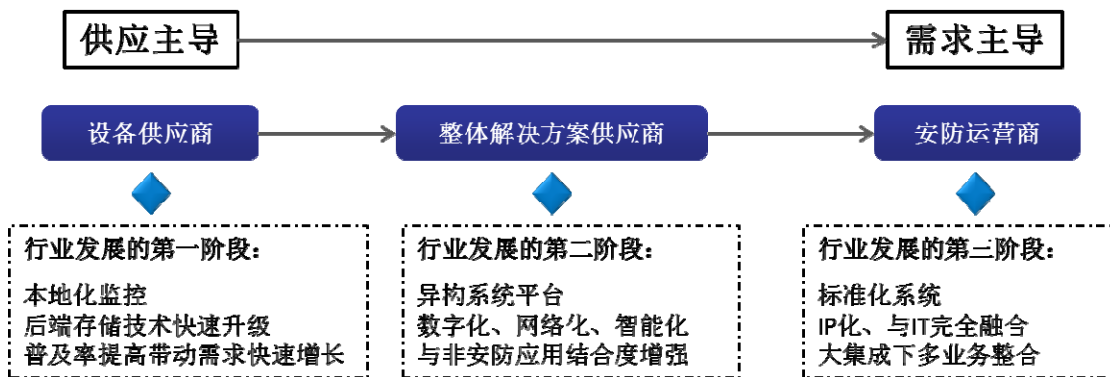 供应主导
需求主导
设备供应商
整体解决方案供应商
安防运营商
行业发展的第一阶段：
本地化监控
后端存储技术快速升级
普及率提高带动需求快速增长
行业发展的第二阶段：
异构系统平台
数字化、网络化、智能化
与非安防应用结合度增强
行业发展的第三阶段：
标准化系统
IP化、与IT完全融合
大集成下多业务整合